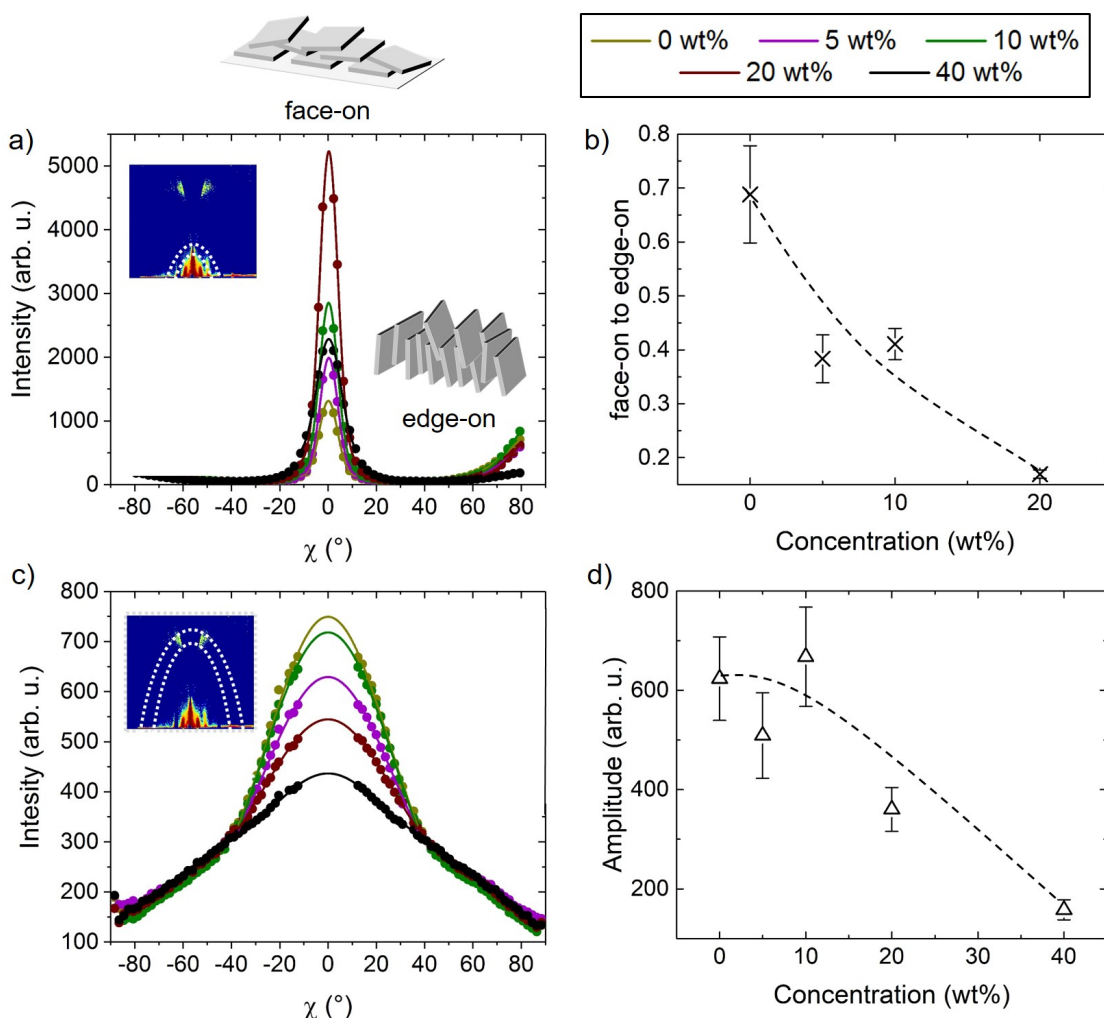 0 wt% 5 wt% 10 wt%
20 wt% 40 wt%
face-on
a)
5000
4000
3000
2000
1000
0
Intensity (arb. u.)
edge-on
-80 -60 -40 -20 0 20 40 60 80
χ (°)
b)
0.8
0.7
0.6
0.5
0.4
0.3
0.2
face-on to edge-on
0 10 20
Concentration (wt%)
c)
800
700
600
500
400
300
200
100
Intesity (arb. u.)
-80 -60 -40 -20 0 20 40 60 80
χ (°)
d)
800
600
400
200
Amplitude (arb. u.)
0 10 20 30 40
Concentration (wt%)